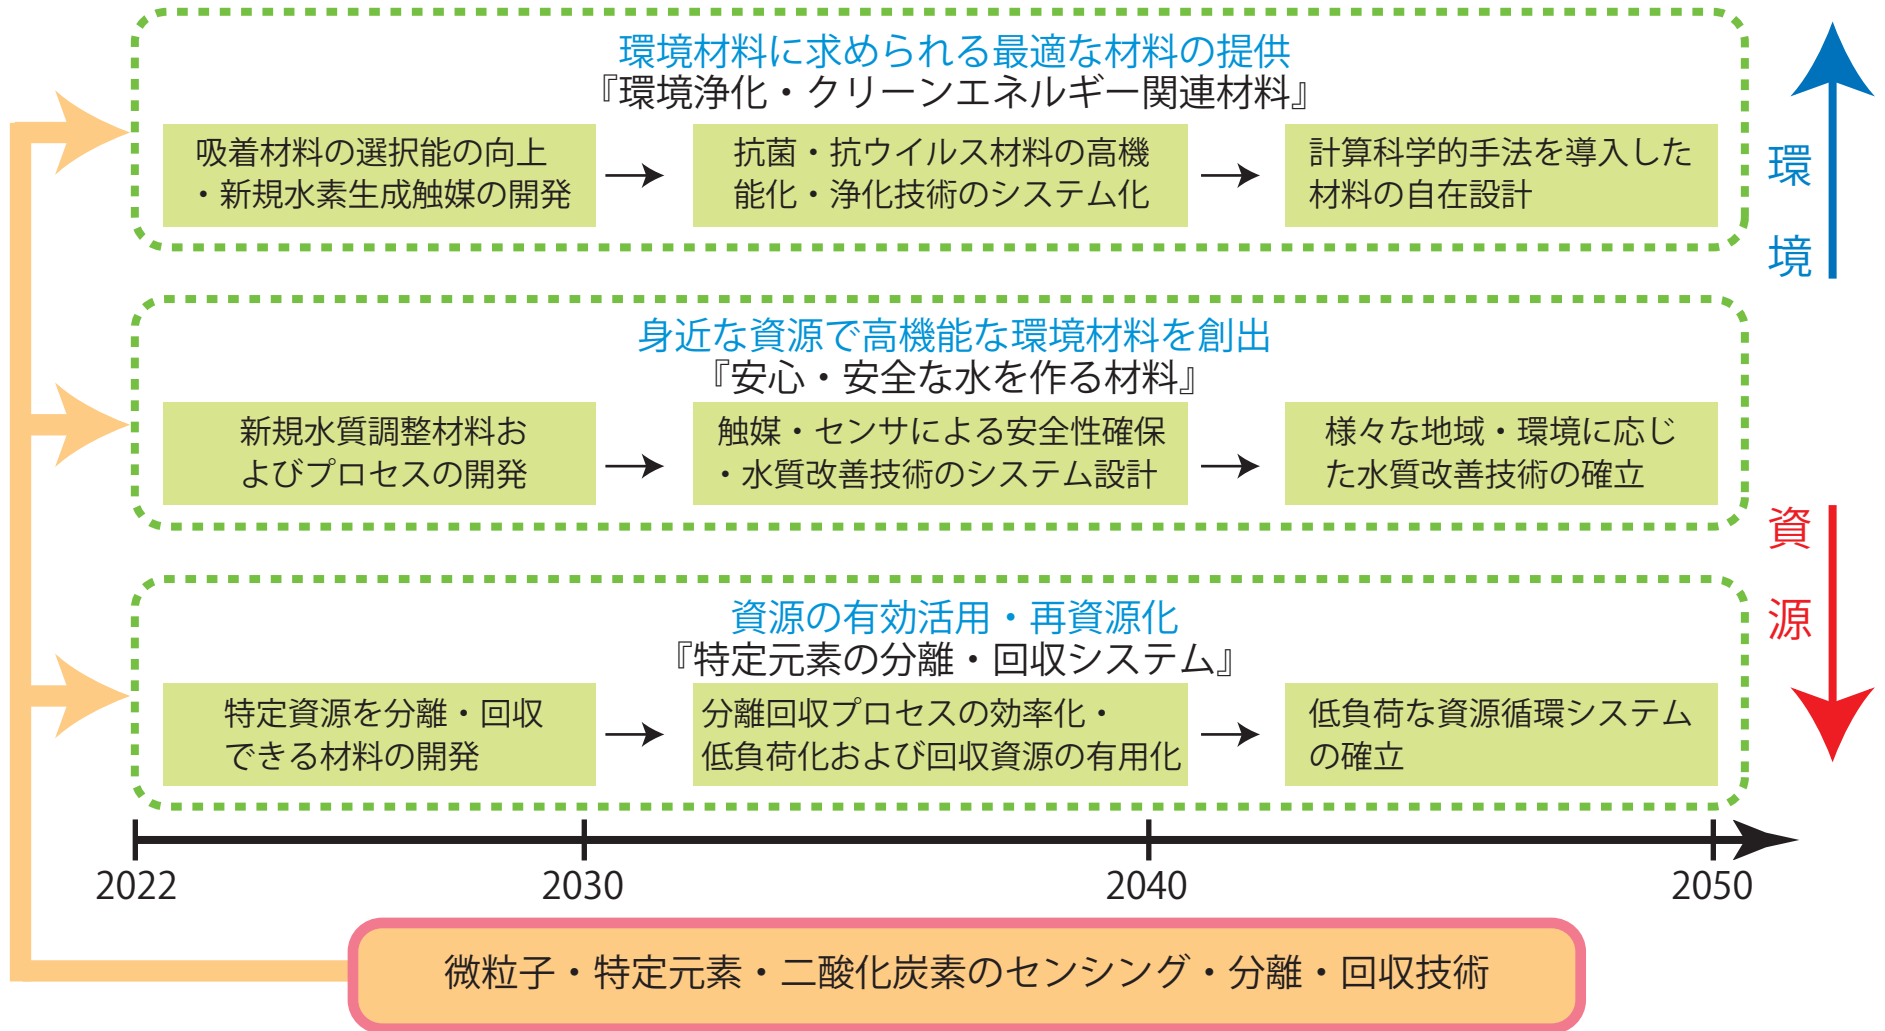 環境材料に求められる最適な材料の提供
『環境浄化・クリーンエネルギー関連材料』
吸着材料の選択能の向上
・新規水素生成触媒の開発
抗菌・抗ウイルス材料の高機
能化・浄化技術のシステム化
計算科学的手法を導入した
材料の自在設計
環境
身近な資源で高機能な環境材料を創出
『安心・安全な水を作る材料』
新規水質調整材料お
よびプロセスの開発
触媒・センサによる安全性確保
・水質改善技術のシステム設計
様々な地域・環境に応じ
た水質改善技術の確立
資源
資源の有効活用・再資源化
『特定元素の分離・回収システム』
特定資源を分離・回収
できる材料の開発
分離回収プロセスの効率化・
低負荷化および回収資源の有用化
低負荷な資源循環システム
の確立
2022
2030
2040
2050
微粒子・特定元素・二酸化炭素のセンシング・分離・回収技術